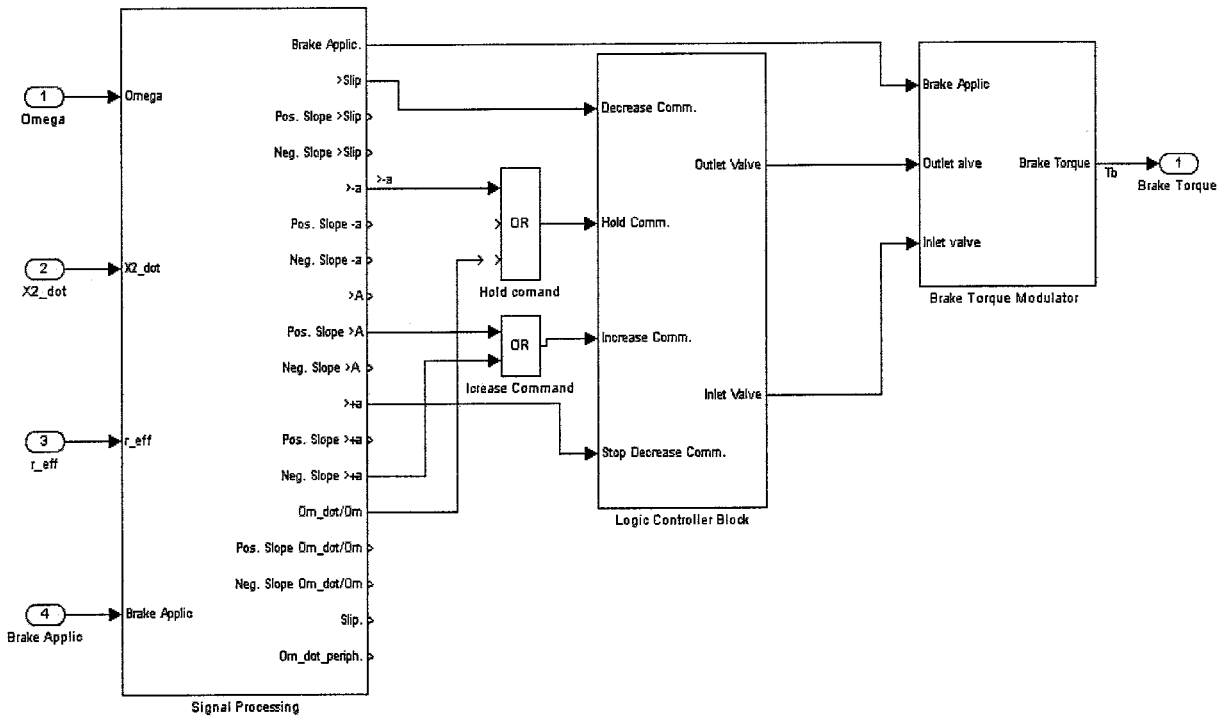 1
Omega
2
X2_dot
3
r_eff
4
Brake Applic
Omega
X2_dot
r_eff
Brake Applic
Brake Applic.
>Slip
Pos. Slope >Slip
Neg. Slope >Slip
>-a
Pos. Slope -a
Neg. Slope -a
>A
Pos. Slope >A
Neg. Slope >A
>+a
Pos. Slope >+a
Neg. Slope >+a
Om_dot/Om
Pos. Slope Om_dot/Om
Neg. Slope Om_dot/Om
Slip.
Om_dot_periph.
Signal Processing
>-a
OR
Hold comand
OR
Icrease Command
Decrease Comm.
Hold Comm.
Increase Comm.
Stop Decrease Comm.
Outlet Valve
Inlet Valve
Logic Controller Block
Brake Applic
Outlet alve
Inlet valve
Brake Torque
Brake Torque Modulator
Tb
1
Brake Torque